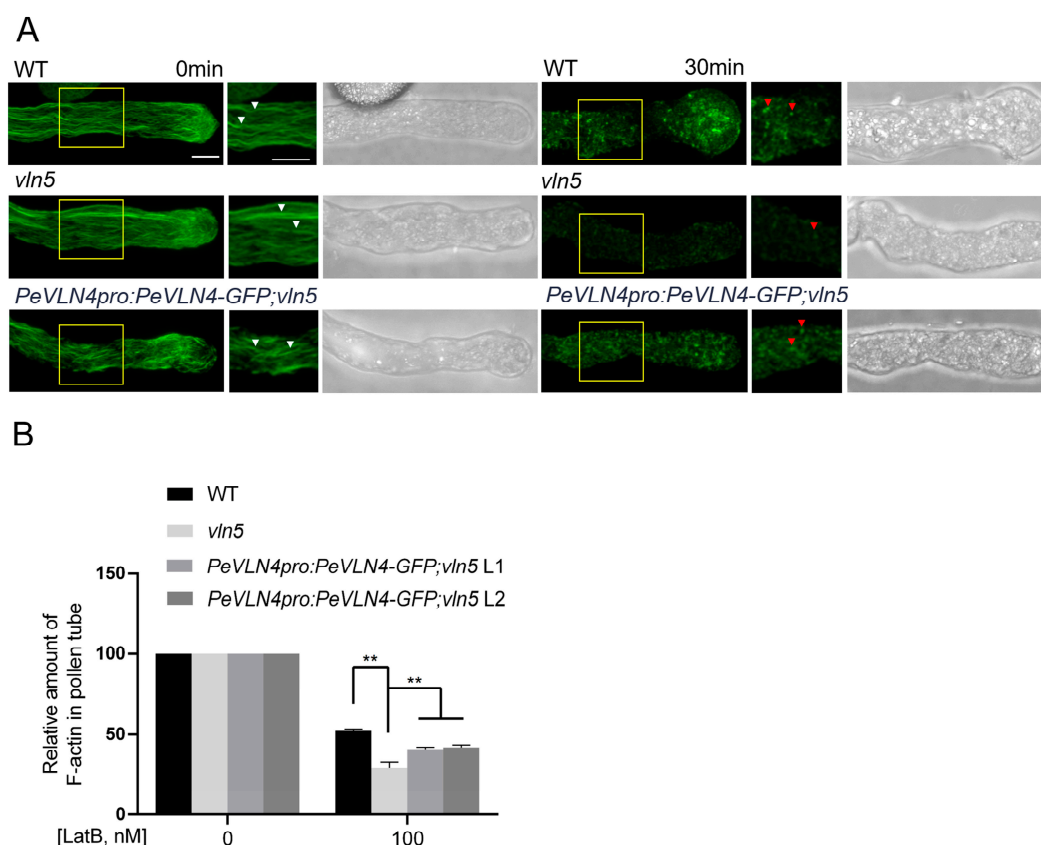 A
WT 0min WT 30min
vln5 vln5
PeVLN4pro:PeVLN4-GFP;vln5 PeVLN4pro:PeVLN4-GFP;vln5
B
WT
vln5
PeVLN4pro:PeVLN4-GFP;vln5 L1
PeVLN4pro:PeVLN4-GFP;vln5 L2
Relative amount of
F-actin in pollen tube
150
100
50
0
** **
[LatB, nM] 0 100